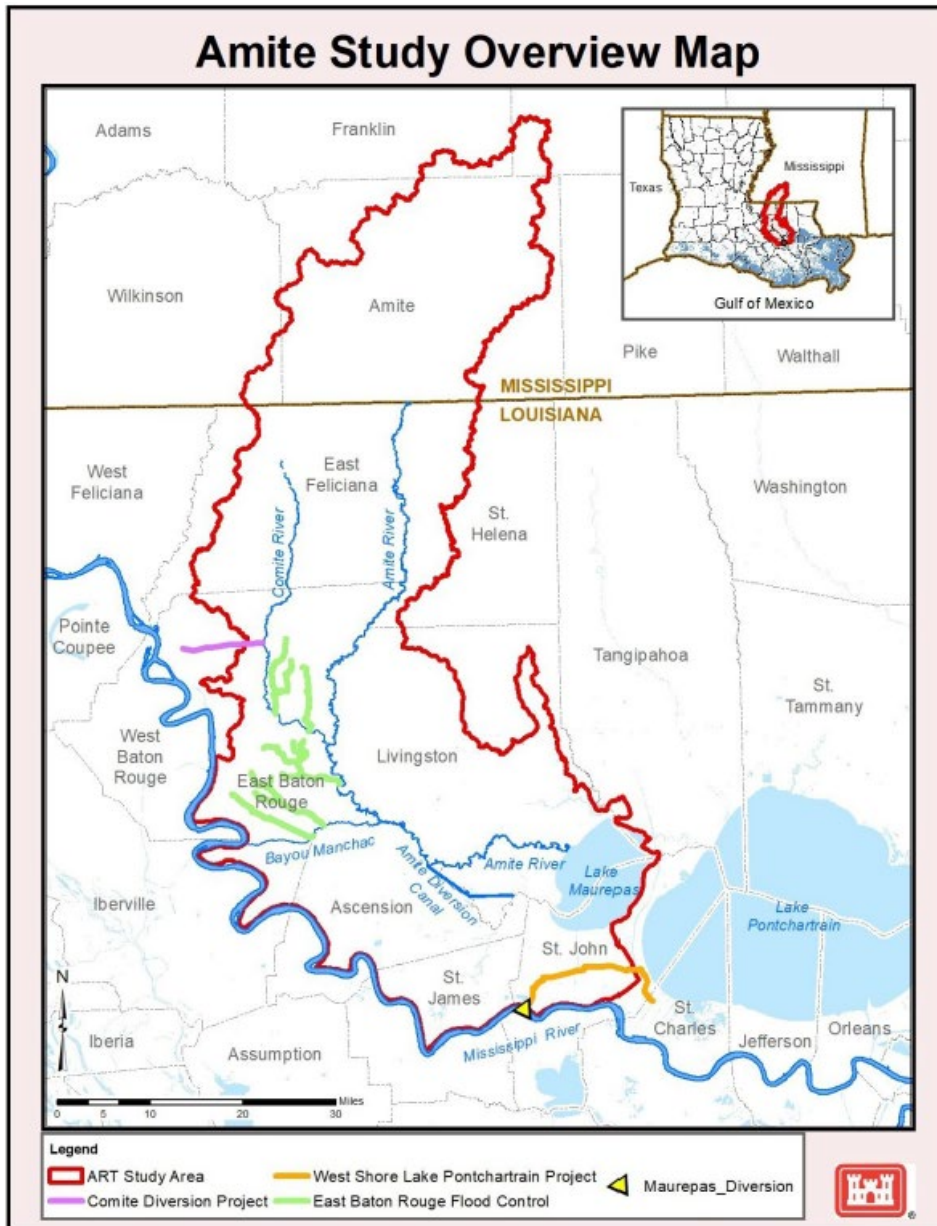 Amite Study Overview Map
Adams
Franklin
Texas
Mississippi
Gulf of Mexico
Wilkinson
Amite
Pike
Walthall
MISSISSIPPI
LOUISIANA
West
Feliciana
East
Feliciana
St.
Helena
Washington
Comite River
Amite River
Pointe
Coupee
Tangipahoa
St.
Tammany
West
Baton
Rouge
Livingston
East Baton
Rouge
Bayou Manchac
Amite River
Amite Diversion
Canal
Lake
Maurepas
Lake
Pontchartrain
Iberville
Ascension
St. John
St.
James
St.
Charles
Jefferson
Orleans
Mississippi River
N
Iberia
Assumption
Miles
0 5 10 20 30
Legend
ART Study Area
West Shore Lake Pontchartrain Project
Maurepas_Diversion
Comite Diversion Project
East Baton Rouge Flood Control
®